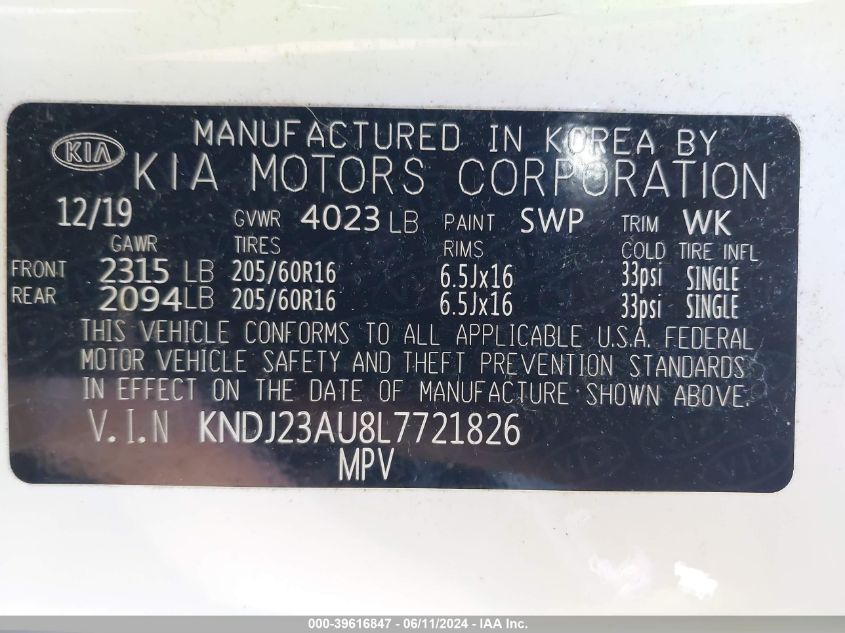 MANUFACTURED IN KOREA BY
KIA KIA MOTORS CORPORATION
12/19 GVWR 4023 LB PAINT SWP TRIM WK
GAWR TIRES RIMS COLD TIRE INFL
FRONT 2315 LB 205/60R16 6.5Jx16 33psi SINGLE
REAR 2094 LB 205/60R16 6.5Jx16 33psi SINGLE
THIS VEHICLE CONFORMS TO ALL APPLICABLE U.S.A. FEDERAL
MOTOR VEHICLE SAFETY AND THEFT PREVENTION STANDARDS
IN EFFECT ON THE DATE OF MANUFACTURE SHOWN ABOVE.
V.I.N KNDJ23AU8L7721826
MPV
000-39616847 - 06/11/2024 - IAA Inc.